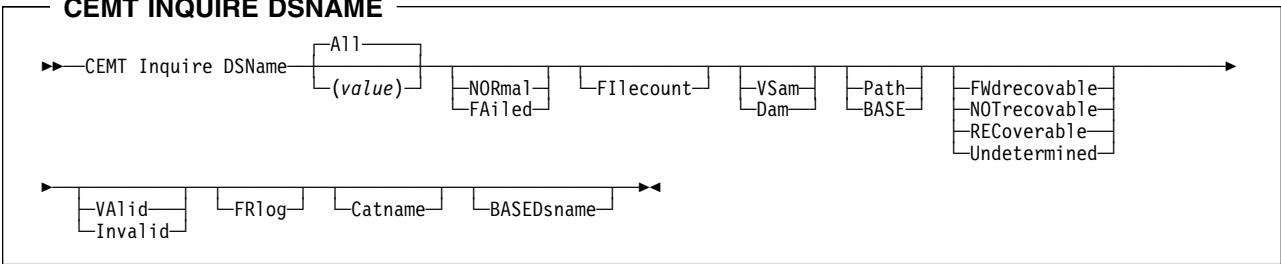 CEMT INQUIRE DSNAME
All
CEMT Inquire DSName
(value) NORmal FIlecount VSam Path FWdrecovable
FAiled Dam BASE NOTrecovable
RECoverable
Undetermined
VAlid FRlog Catname BASEDsname
Invalid